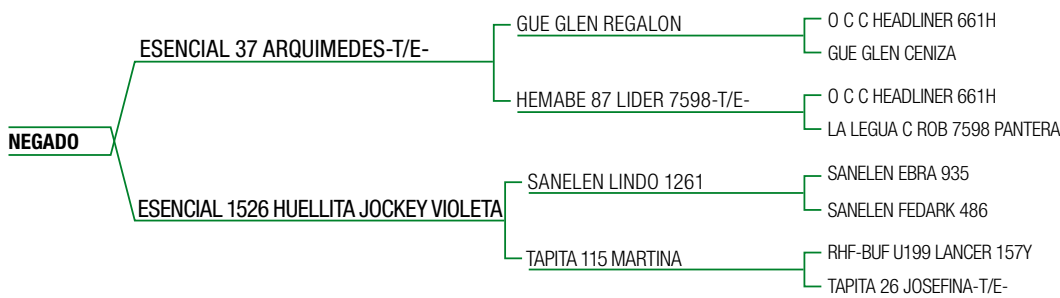 O C C HEADLINER 661H
GUE GLEN REGALON
GUE GLEN CENIZA
ESENCIAL 37 ARQUIMEDES-T/E-
O C C HEADLINER 661H
HEMABE 87 LIDER 7598-T/E-
LA LEGUA C ROB 7598 PANTERA
NEGADO
SANELEN EBRA 935
SANELEN LINDO 1261
ESENCIAL 1526 HUELLITA JOCKEY VIOLETA
SANELEN FEDARK 486
RHF-BUF U199 LANCER 157Y
TAPITA 115 MARTINA
TAPITA 26 JOSEFINA-T/E-